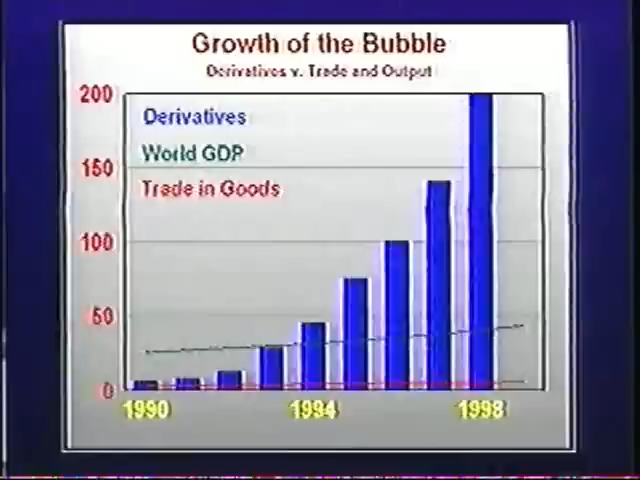 Growth of the Bubble
Derivatives v. Trade and Output
200
Derivatives
World GDP
150
Trade in Goods
100
50
0
1990 1994 1998